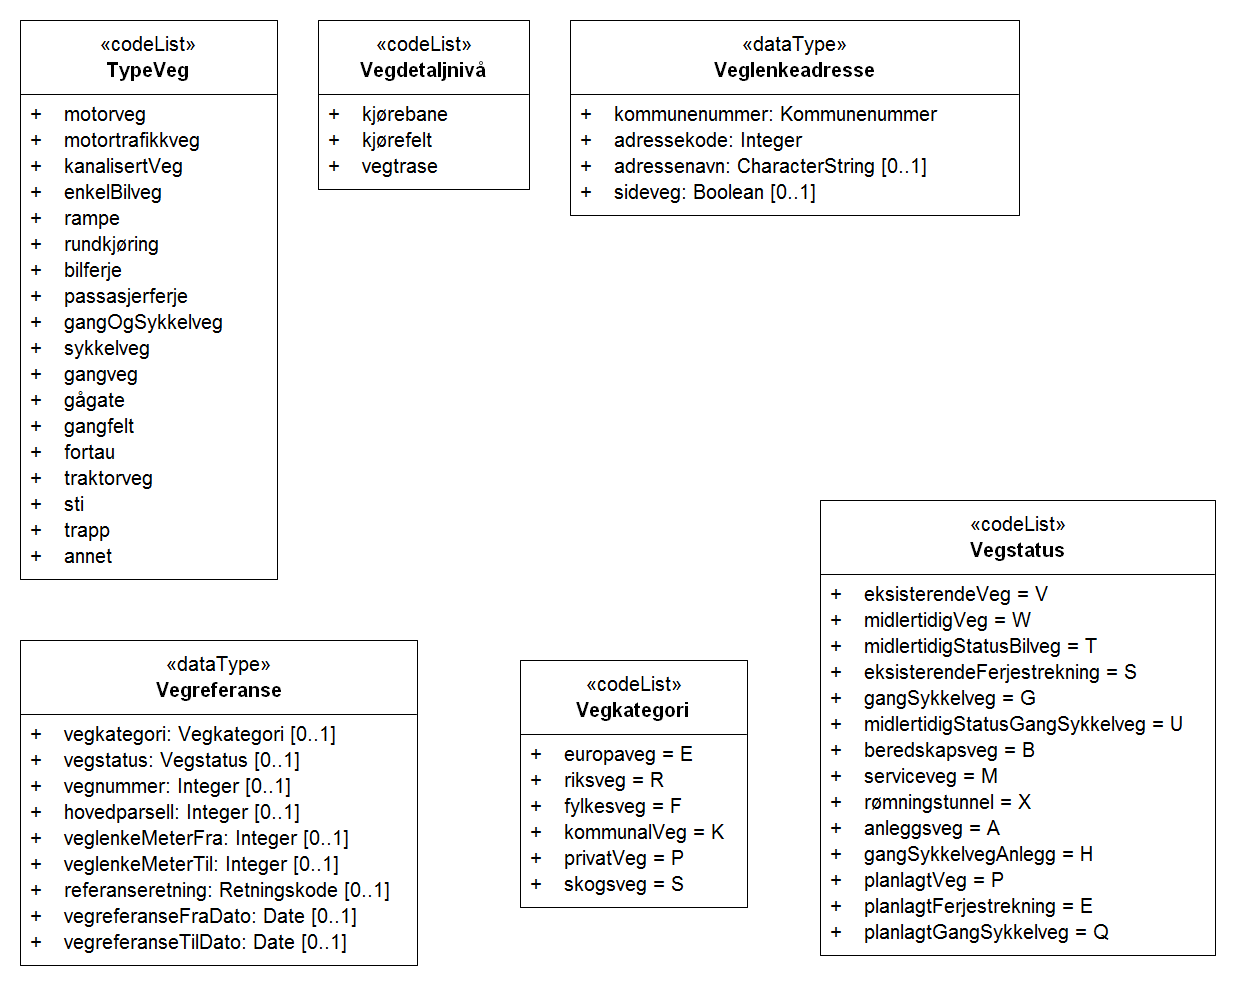 «codeList»
TypeVeg
+ motorveg
+ motortrafikkveg
+ kanalisertVeg
+ enkelBilveg
+ rampe
+ rundkjøring
+ bilferje
+ passasjerferje
+ gangOgSykkelveg
+ sykkelveg
+ gangveg
+ gågate
+ gangfelt
+ fortau
+ traktorveg
+ sti
+ trapp
+ annet
«codeList»
Vegdetaljnivå
+ kjørebane
+ kjørefelt
+ vegtrase
«dataType»
Veglenkeadresse
+ kommunenummer: Kommunenummer
+ adressekode: Integer
+ adressenavn: CharacterString [0..1]
+ sideveg: Boolean [0..1]
«dataType»
Vegreferanse
+ vegkategori: Vegkategori [0..1]
+ vegstatus: Vegstatus [0..1]
+ vegnummer: Integer [0..1]
+ hovedparsell: Integer [0..1]
+ veglenkeMeterFra: Integer [0..1]
+ veglenkeMeterTil: Integer [0..1]
+ referanseretning: Retningskode [0..1]
+ vegreferanseFraDato: Date [0..1]
+ vegreferanseTilDato: Date [0..1]
«codeList»
Vegkategori
+ europaveg = E
+ riksveg = R
+ fylkesveg = F
+ kommunalVeg = K
+ privatVeg = P
+ skogsveg = S
«codeList»
Vegstatus
+ eksisterendeVeg = V
+ midlertidigVeg = W
+ midlertidigStatusBilveg = T
+ eksisterendeFerjestrekning = S
+ gangSykkelveg = G
+ midlertidigStatusGangSykkelveg = U
+ beredskapsveg = B
+ serviceveg = M
+ rømningstunnel = X
+ anleggsveg = A
+ gangSykkelvegAnlegg = H
+ planlagtVeg = P
+ planlagtFerjestrekning = E
+ planlagtGangSykkelveg = Q